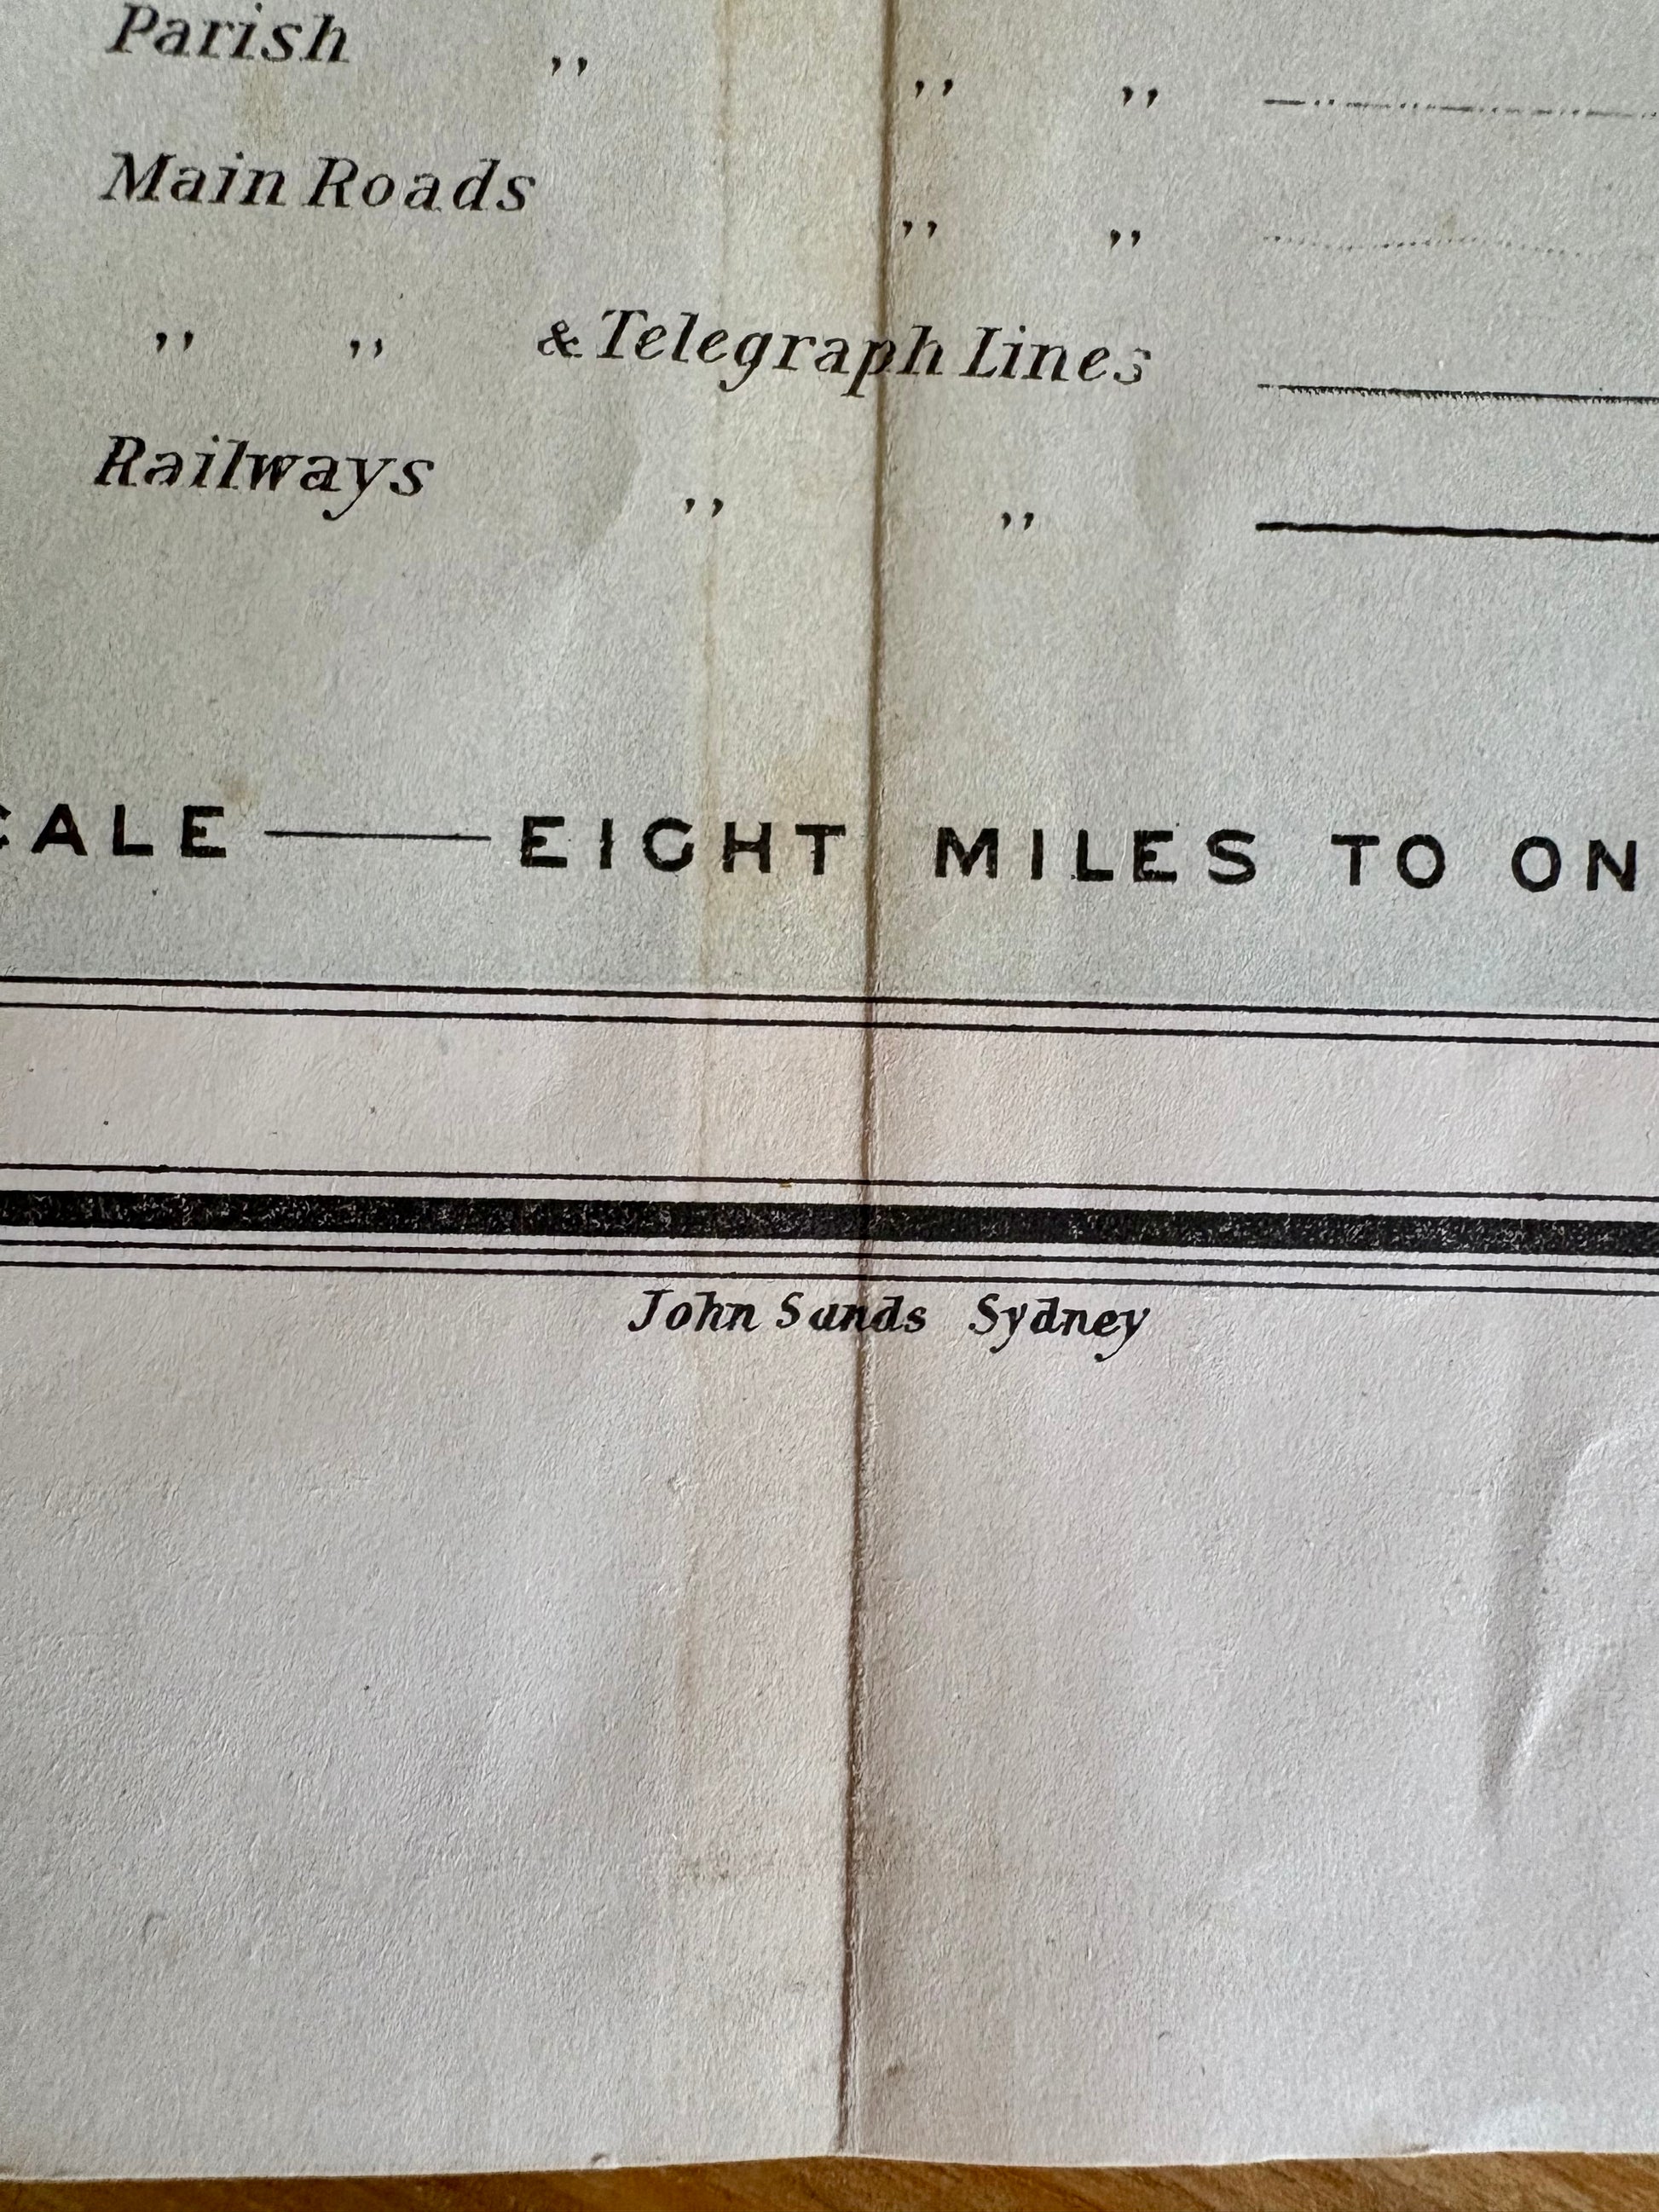 Parish ,, ,, ,,
Main Roads ,, ,,
,, ,, & Telegraph Lines
Railways ,, ,,
CALE — EIGHT MILES TO ON
John Sands Sydney